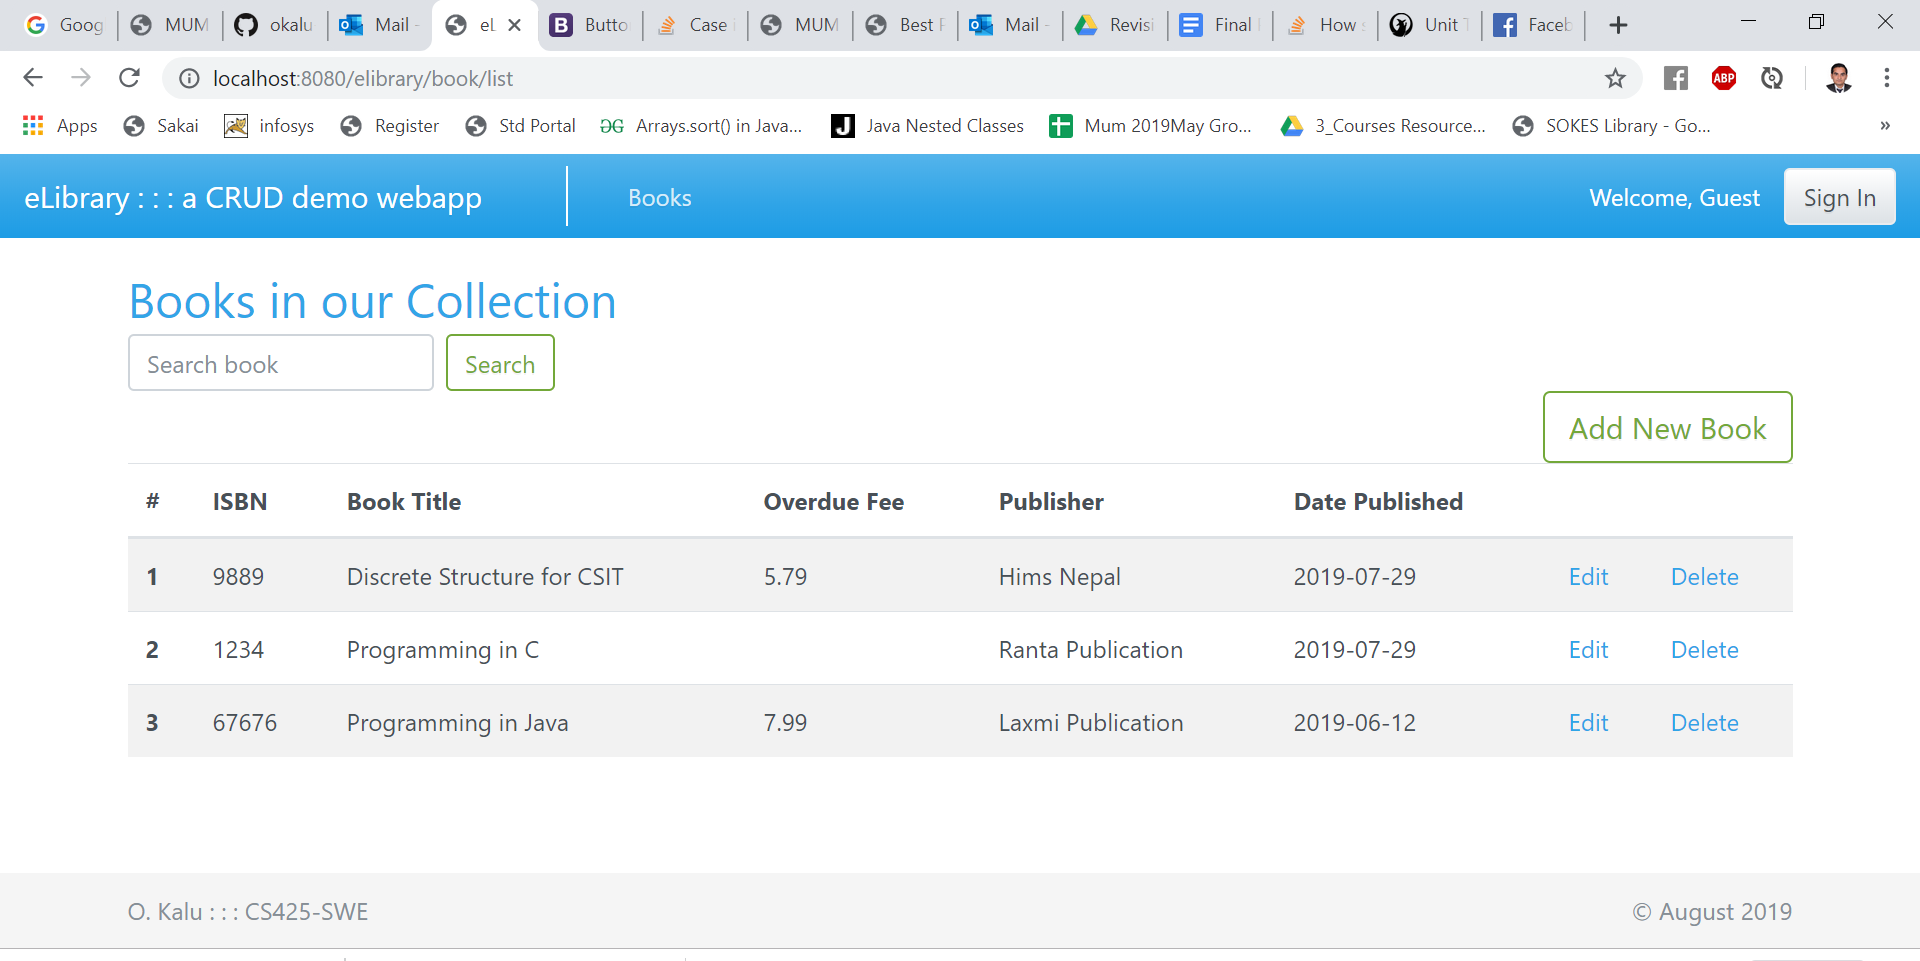 Goog MUM okalu Mail - eL Butto Case i MUM Best P Mail - Revisi Final How s Unit T Faceb
localhost:8080/elibrary/book/list
ABP
Apps Sakai infosys Register Std Portal Arrays.sort() in Java... Java Nested Classes Mum 2019May Gro... 3_Courses Resource... SOKES Library - Go... »
eLibrary : : : a CRUD demo webapp Books Welcome, Guest Sign In
Books in our Collection
Search book Search
Add New Book
# ISBN Book Title Overdue Fee Publisher Date Published
1 9889 Discrete Structure for CSIT 5.79 Hims Nepal 2019-07-29 Edit Delete
2 1234 Programming in C Ranta Publication 2019-07-29 Edit Delete
3 67676 Programming in Java 7.99 Laxmi Publication 2019-06-12 Edit Delete
O. Kalu : : : CS425-SWE © August 2019